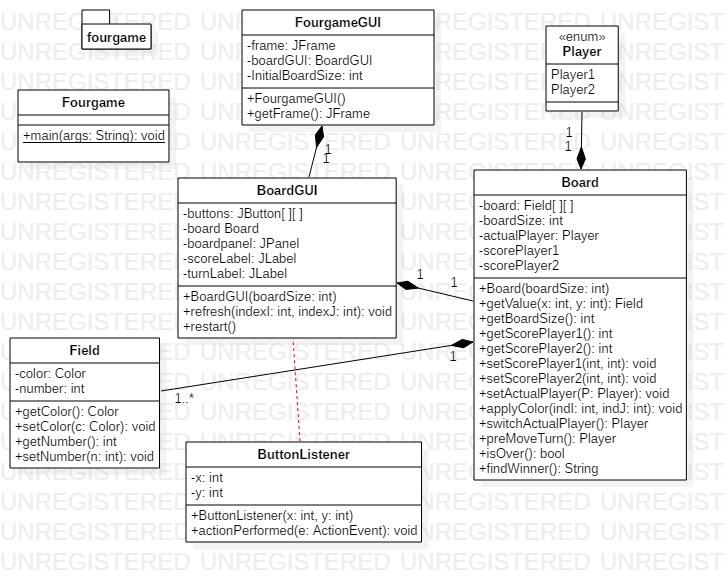 fourgame
FourgameGUI
-frame: JFrame
-boardGUI: BoardGUI
-InitialBoardSize: int
+FourgameGUI()
+getFrame(): JFrame
«enum»
Player
Player1
Player2
Fourgame
+main(args: String): void
1
1
1
1
BoardGUI
-buttons: JButton[ ][ ]
-board Board
-boardpanel: JPanel
-scoreLabel: JLabel
-turnLabel: JLabel
+BoardGUI(boardSize: int)
+refresh(indexI: int, indexJ: int): void
+restart()
1
1
Board
-board: Field[ ][ ]
-boardSize: int
-actualPlayer: Player
-scorePlayer1
-scorePlayer2
+Board(boardSize: int)
+getValue(x: int, y: int): Field
+getBoardSize(): int
+getScorePlayer1(): int
+getScorePlayer2(): int
+setScorePlayer1(int, int): void
+setScorePlayer2(int, int): void
+setActualPlayer(P: Player): void
+applyColor(indI: int, indJ: int): void
+switchActualPlayer(): Player
+preMoveTurn(): Player
+isOver(): bool
+findWinner(): String
Field
-color: Color
-number: int
+getColor(): Color
+setColor(c: Color): void
+getNumber(): int
+setNumber(n: int): void
1
1..*
ButtonListener
-x: int
-y: int
+ButtonListener(x: int, y: int)
+actionPerformed(e: ActionEvent): void
UNREGISTERED